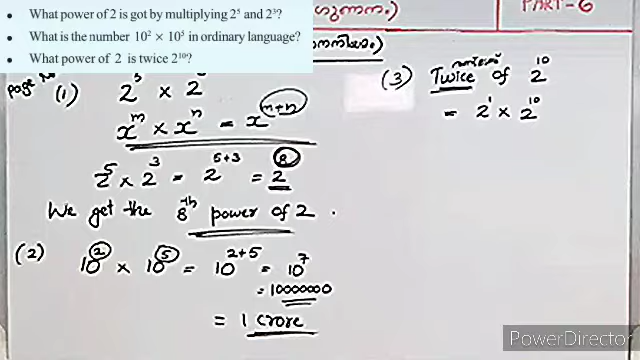 • What power of 2 is got by multiplying 2⁵ and 2³?
• What is the number 10² × 10⁵ in ordinary language?
• What power of 2 is twice 2¹⁰?
PART-6
page No
(1) 2⁵ × 2
xᵐ × xⁿ = x⁽ᵐ⁺ⁿ⁾
2⁵ × 2³ = 2⁵⁺³ = 2⁸
We get the 8ᵗʰ power of 2.
(2) 10² × 10⁵ = 10²⁺⁵ = 10⁷
= 10000000
= 1 crore
(3) Twice of 2¹⁰
= 2¹ × 2¹⁰
POWERDIRECTOR